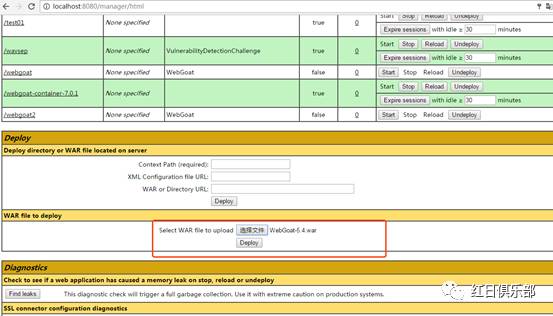 localhost:8080/manager/html
/test01 None specified true 0 Start Stop Reload Undeploy
Expire sessions with idle ≥ 30 minutes
/wavsep None specified VulnerabilityDetectionChallenge true 0 Start Stop Reload Undeploy
Expire sessions with idle ≥ 30 minutes
/webgoat None specified WebGoat false 0 Start Stop Reload Undeploy
/webgoat-container-7.0.1 None specified true 0 Start Stop Reload Undeploy
Expire sessions with idle ≥ 30 minutes
/webgoat2 None specified WebGoat false 0 Start Stop Reload Undeploy
Deploy
Deploy directory or WAR file located on server
Context Path (required):
XML Configuration file URL:
WAR or Directory URL:
Deploy
WAR file to deploy
Select WAR file to upload 选择文件 WebGoat-5.4.war
Deploy
Diagnostics
Check to see if a web application has caused a memory leak on stop, reload or undeploy
Find leaks This diagnostic check will trigger a full garbage collection. Use it with extreme caution on production systems.
SSL connector configuration diagnostics
红日俱乐部